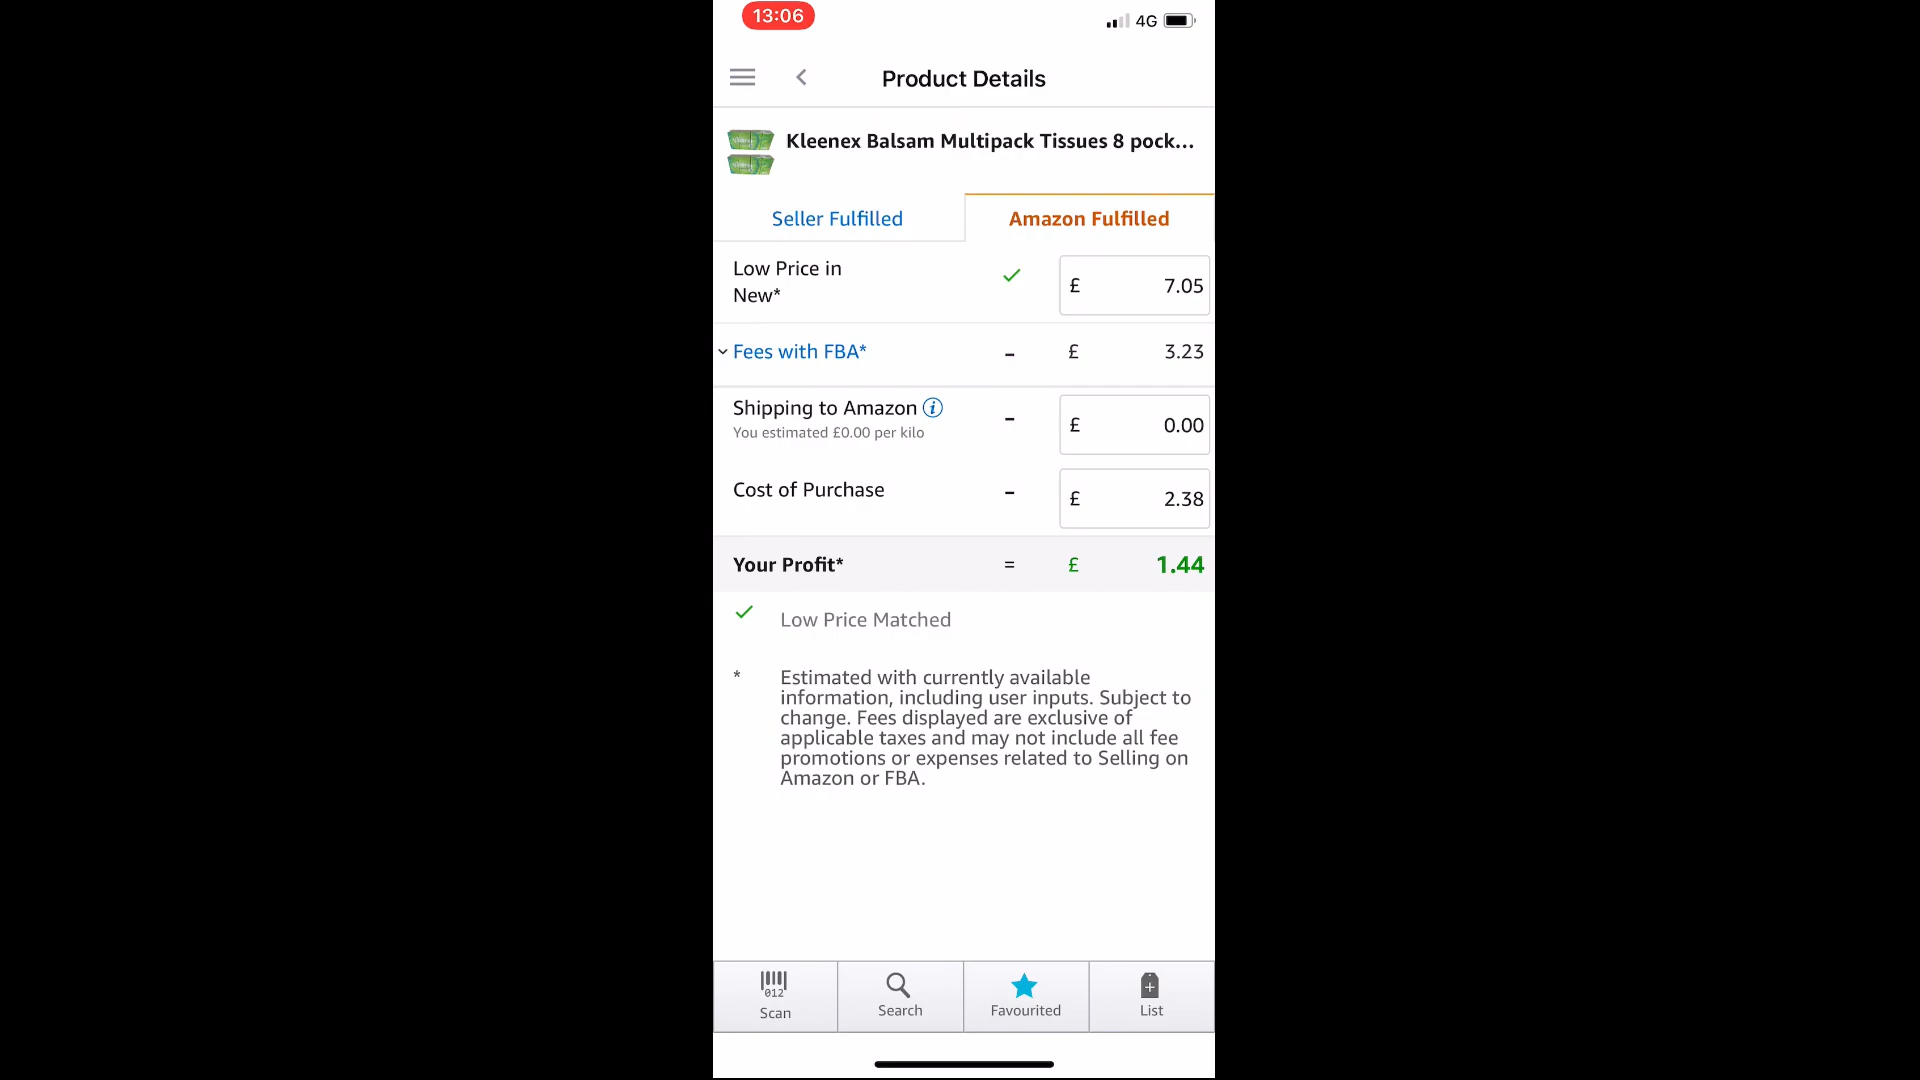 13:06
4G
Product Details
Kleenex Balsam Multipack Tissues 8 pock...
Seller Fulfilled
Amazon Fulfilled
Low Price in
New*
£ 7.05
Fees with FBA* - £ 3.23
Shipping to Amazon
You estimated £0.00 per kilo
- £ 0.00
Cost of Purchase - £ 2.38
Your Profit* = £ 1.44
Low Price Matched
* Estimated with currently available
information, including user inputs. Subject to
change. Fees displayed are exclusive of
applicable taxes and may not include all fee
promotions or expenses related to Selling on
Amazon or FBA.
012
Scan
Search
Favourited
List